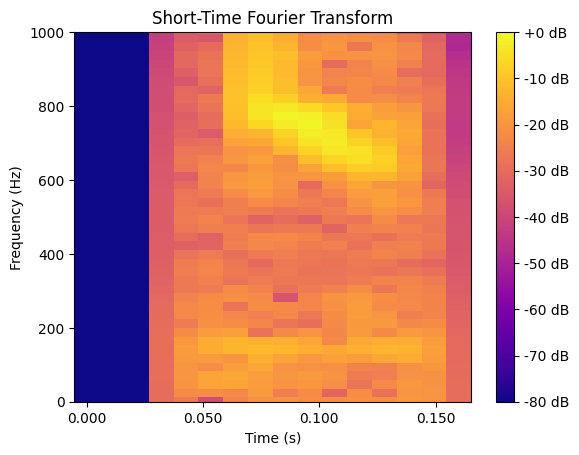 Short-Time Fourier Transform
1000
800
600
400
200
0
Frequency (Hz)
0.000
0.050
0.100
0.150
Time (s)
+0 dB
-10 dB
-20 dB
-30 dB
-40 dB
-50 dB
-60 dB
-70 dB
-80 dB